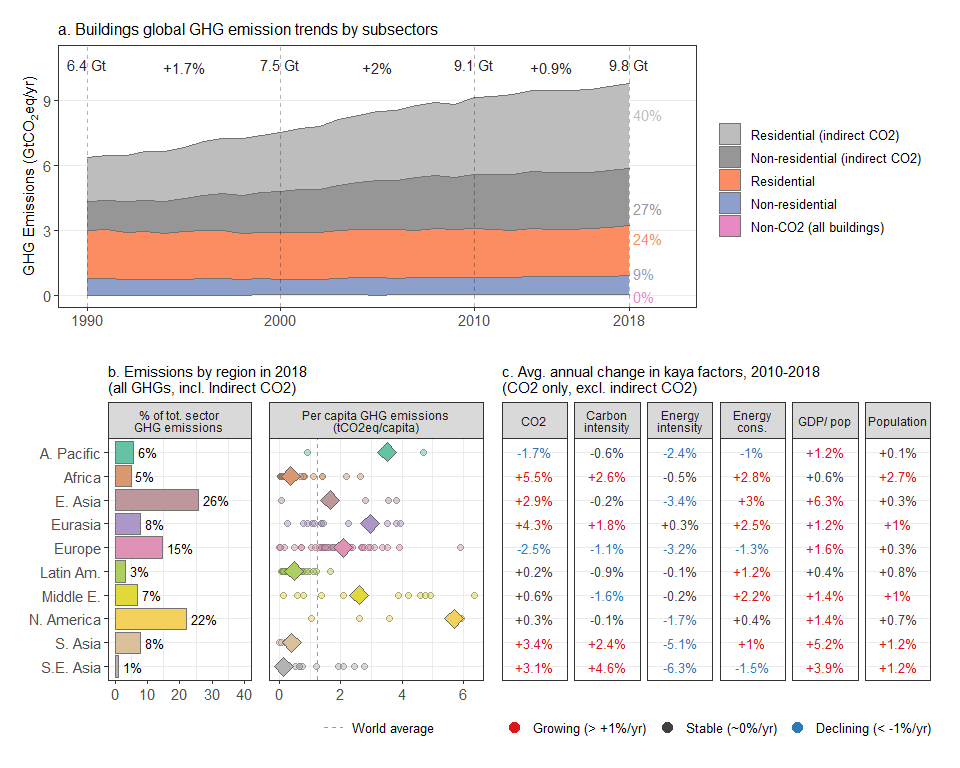 a. Buildings global GHG emission trends by subsectors
6.4 Gt +1.7% 7.5 Gt +2% 9.1 Gt +0.9% 9.8 Gt
GHG Emissions (GtCO2eq/yr)
9
6
3
0
40%
27%
24%
9%
0%
1990 2000 2010 2018
Residential (indirect CO2)
Non-residential (indirect CO2)
Residential
Non-residential
Non-CO2 (all buildings)
b. Emissions by region in 2018
(all GHGs, incl. Indirect CO2)
% of tot. sector
GHG emissions
Per capita GHG emissions
(tCO2eq/capita)
A. Pacific 6%
Africa 5%
E. Asia 26%
Eurasia 8%
Europe 15%
Latin Am. 3%
Middle E. 7%
N. America 22%
S. Asia 8%
S.E. Asia 1%
0 10 20 30 40
0 2 4 6
World average
c. Avg. annual change in kaya factors, 2010-2018
(CO2 only, excl. indirect CO2)
CO2
Carbon
intensity
Energy
intensity
Energy
cons.
GDP/ pop
Population
-1.7% -0.6% -2.4% -1% +1.2% +0.1%
+5.5% +2.6% -0.5% +2.8% +0.6% +2.7%
+2.9% -0.2% -3.4% +3% +6.3% +0.3%
+4.3% +1.8% +0.3% +2.5% +1.2% +1%
-2.5% -1.1% -3.2% -1.3% +1.6% +0.3%
+0.2% -0.9% -0.1% +1.2% +0.4% +0.8%
+0.6% -1.6% -0.2% +2.2% +1.4% +1%
+0.3% -0.1% -1.7% +0.4% +1.4% +0.7%
+3.4% +2.4% -5.1% +1% +5.2% +1.2%
+3.1% +4.6% -6.3% -1.5% +3.9% +1.2%
Growing (> +1%/yr) Stable (~0%/yr) Declining (< -1%/yr)